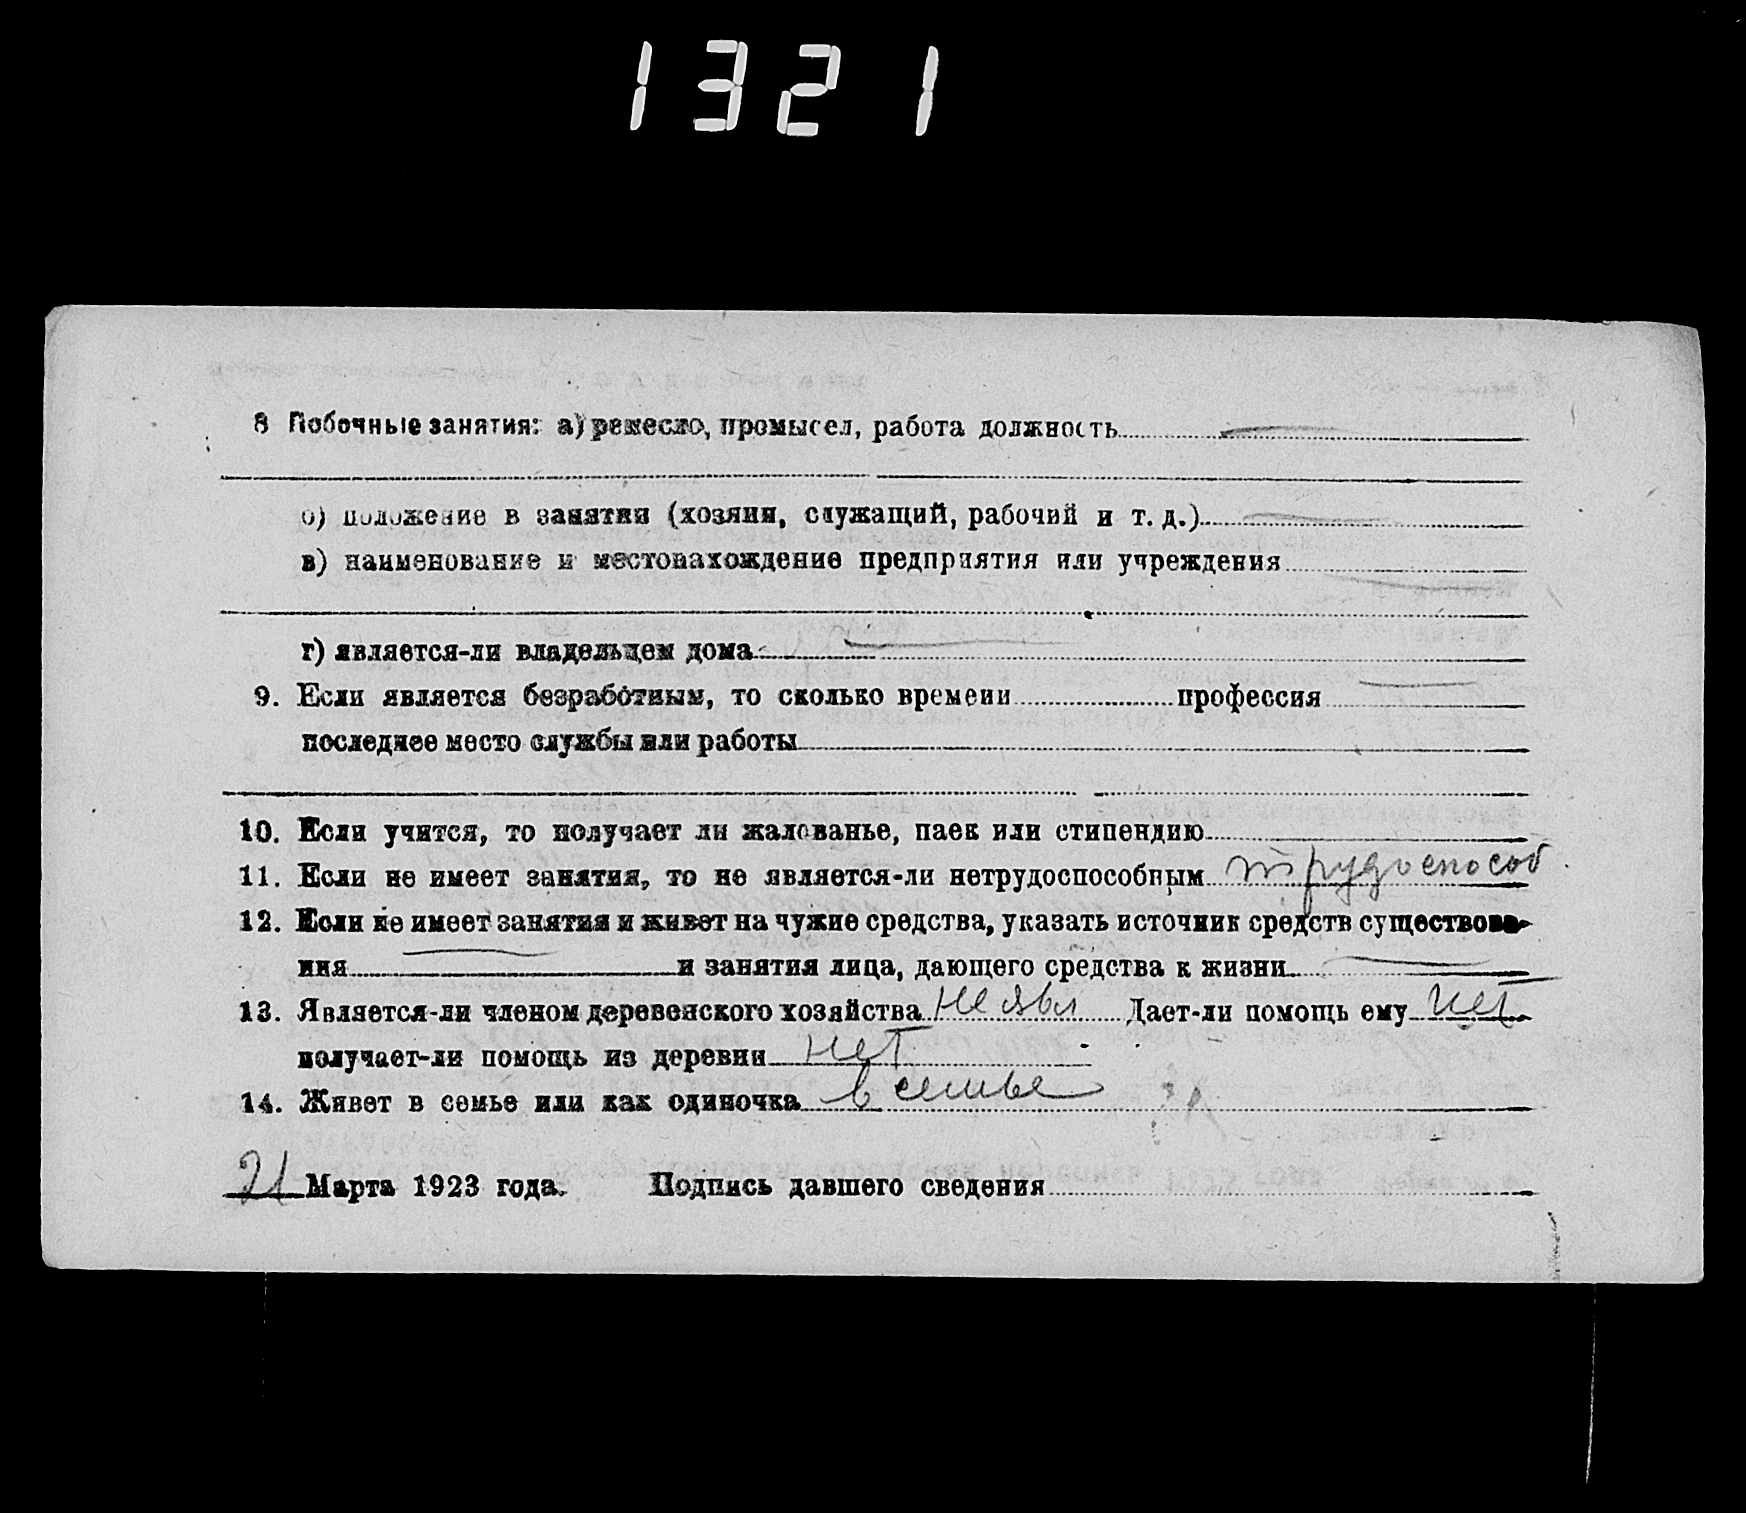 1321
8 Побочные занятия: а) ремесло, промысел, работа должность
б) положение в занятии (хозяин, служащий, рабочий и т. д.)
в) наименование и местонахождение предприятия или учреждения
г) является-ли владельцем дома
9. Если является безработным, то сколько времени профессия
последнее место службы или работы
10. Если учится, то получает ли жалованье, паек или стипендию
11. Если не имеет занятия, то не является-ли нетрудоспособным трудоспособ
12. Если не имеет занятия и живет на чужие средства, указать источник средств существова-
ния и занятия лица, дающего средства к жизни
13. Является-ли членом деревенского хозяйства не явл Дает-ли помощь ему нет
получает-ли помощь из деревни нет
14. Живет в семье или как одиночка в семье
21 Марта 1923 года. Подпись давшего сведения